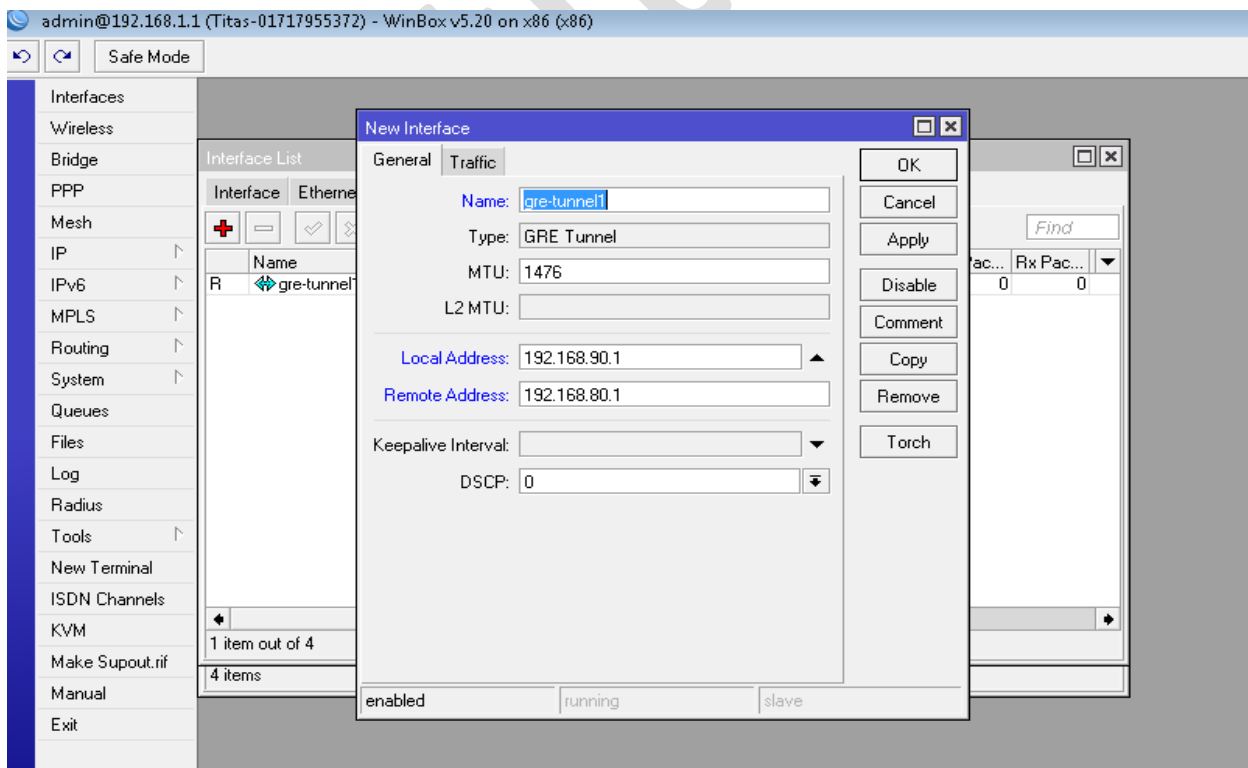 admin@192.168.1.1 (Titas-01717955372) - WinBox v5.20 on x86 (x86)
Safe Mode
Interfaces
Wireless
Bridge
PPP
Mesh
IP
IPv6
MPLS
Routing
System
Queues
Files
Log
Radius
Tools
New Terminal
ISDN Channels
KVM
Make Supout.rif
Manual
Exit
Interface List
Interface Etherne
Find
Name ac... Rx Pac...
R gre-tunnel1 0 0
1 item out of 4
4 items
New Interface
General Traffic
Name: gre-tunnel1
Type: GRE Tunnel
MTU: 1476
L2 MTU:
Local Address: 192.168.90.1
Remote Address: 192.168.80.1
Keepalive Interval:
DSCP: 0
enabled running slave
OK
Cancel
Apply
Disable
Comment
Copy
Remove
Torch